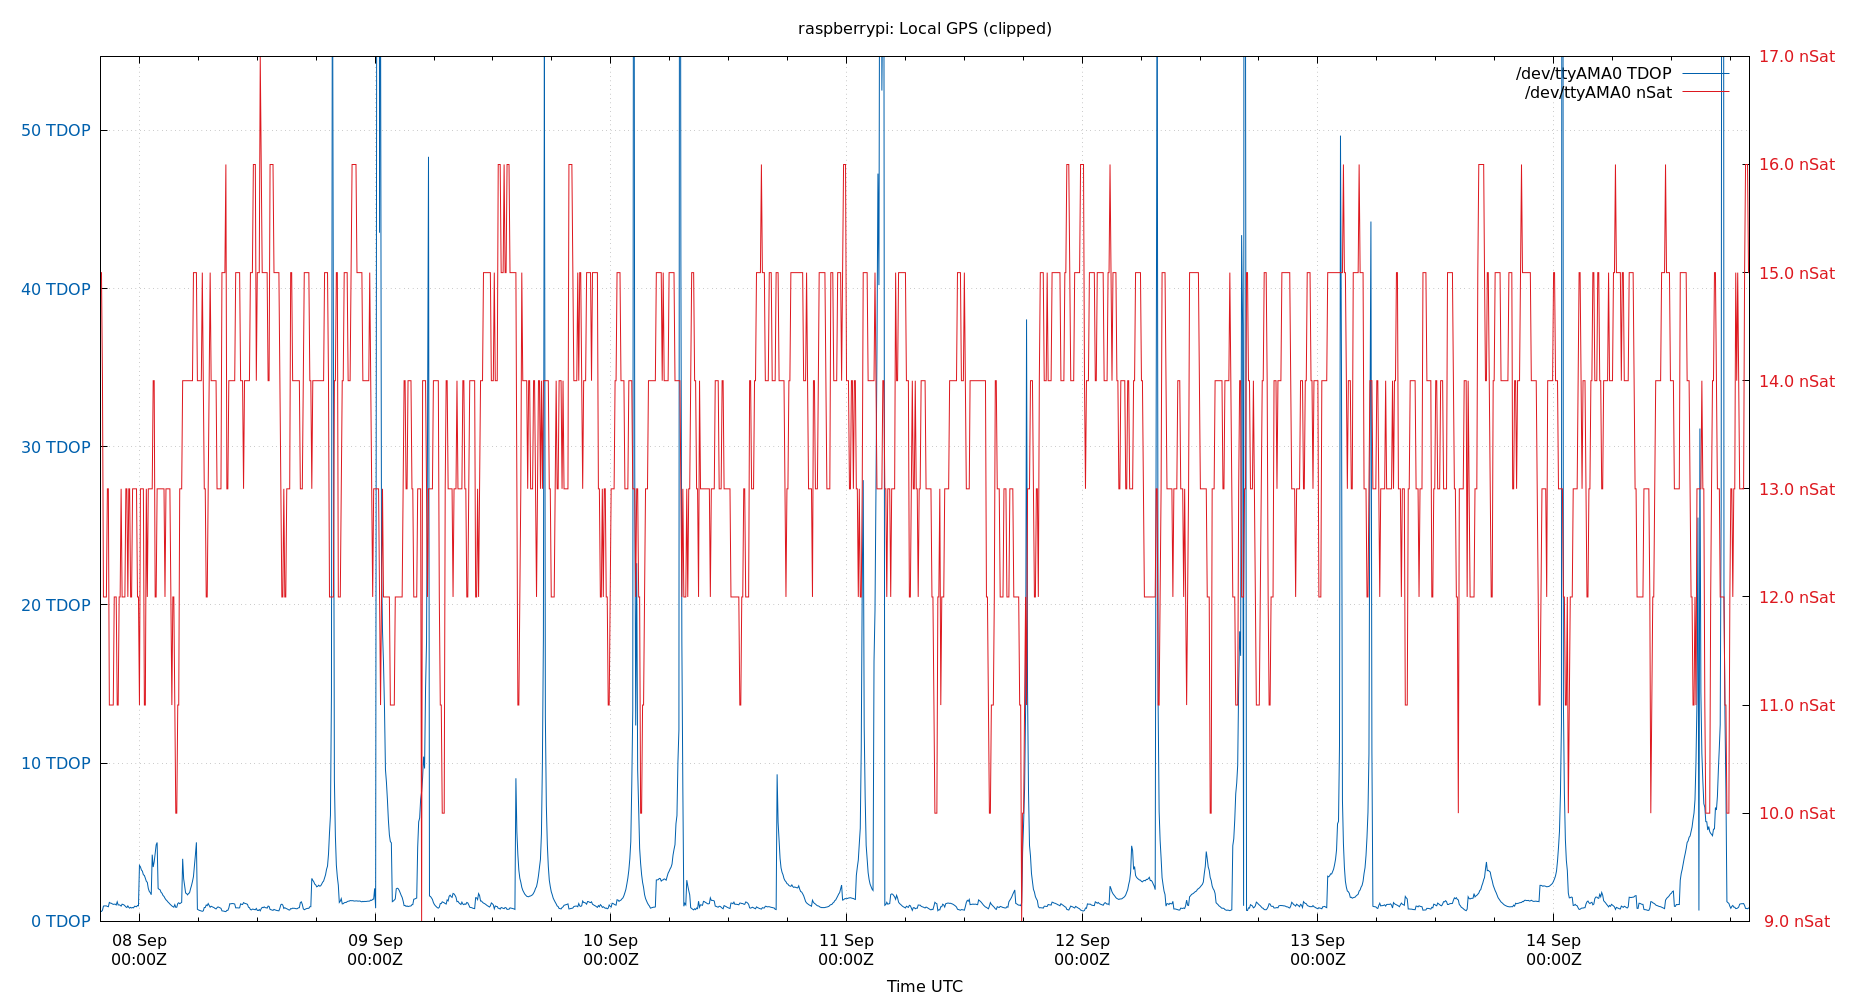 raspberrypi: Local GPS (clipped)
/dev/ttyAMA0 TDOP
/dev/ttyAMA0 nSat
50 TDOP
40 TDOP
30 TDOP
20 TDOP
10 TDOP
0 TDOP
17.0 nSat
16.0 nSat
15.0 nSat
14.0 nSat
13.0 nSat
12.0 nSat
11.0 nSat
10.0 nSat
9.0 nSat
08 Sep
00:00Z
09 Sep
00:00Z
10 Sep
00:00Z
11 Sep
00:00Z
12 Sep
00:00Z
13 Sep
00:00Z
14 Sep
00:00Z
Time UTC